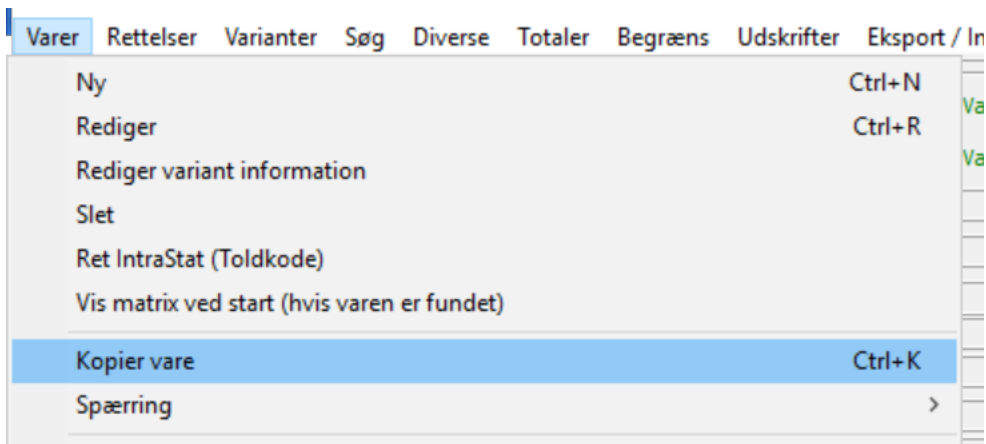 Varer Rettelser Varianter Søg Diverse Totaler Begræns Udskrifter Eksport /
Ny Ctrl+N
Rediger Ctrl+R
Rediger variant information
Slet
Ret IntraStat (Toldkode)
Vis matrix ved start (hvis varen er fundet)
Kopier vare Ctrl+K
Spærring >